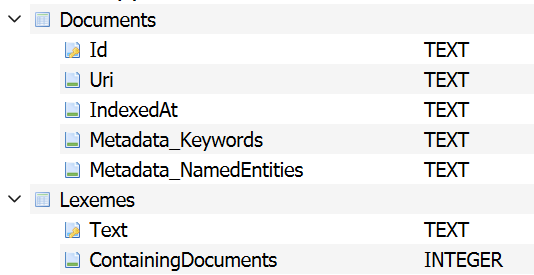 Documents
Id TEXT
Uri TEXT
IndexedAt TEXT
Metadata_Keywords TEXT
Metadata_NamedEntities TEXT
Lexemes
Text TEXT
ContainingDocuments INTEGER